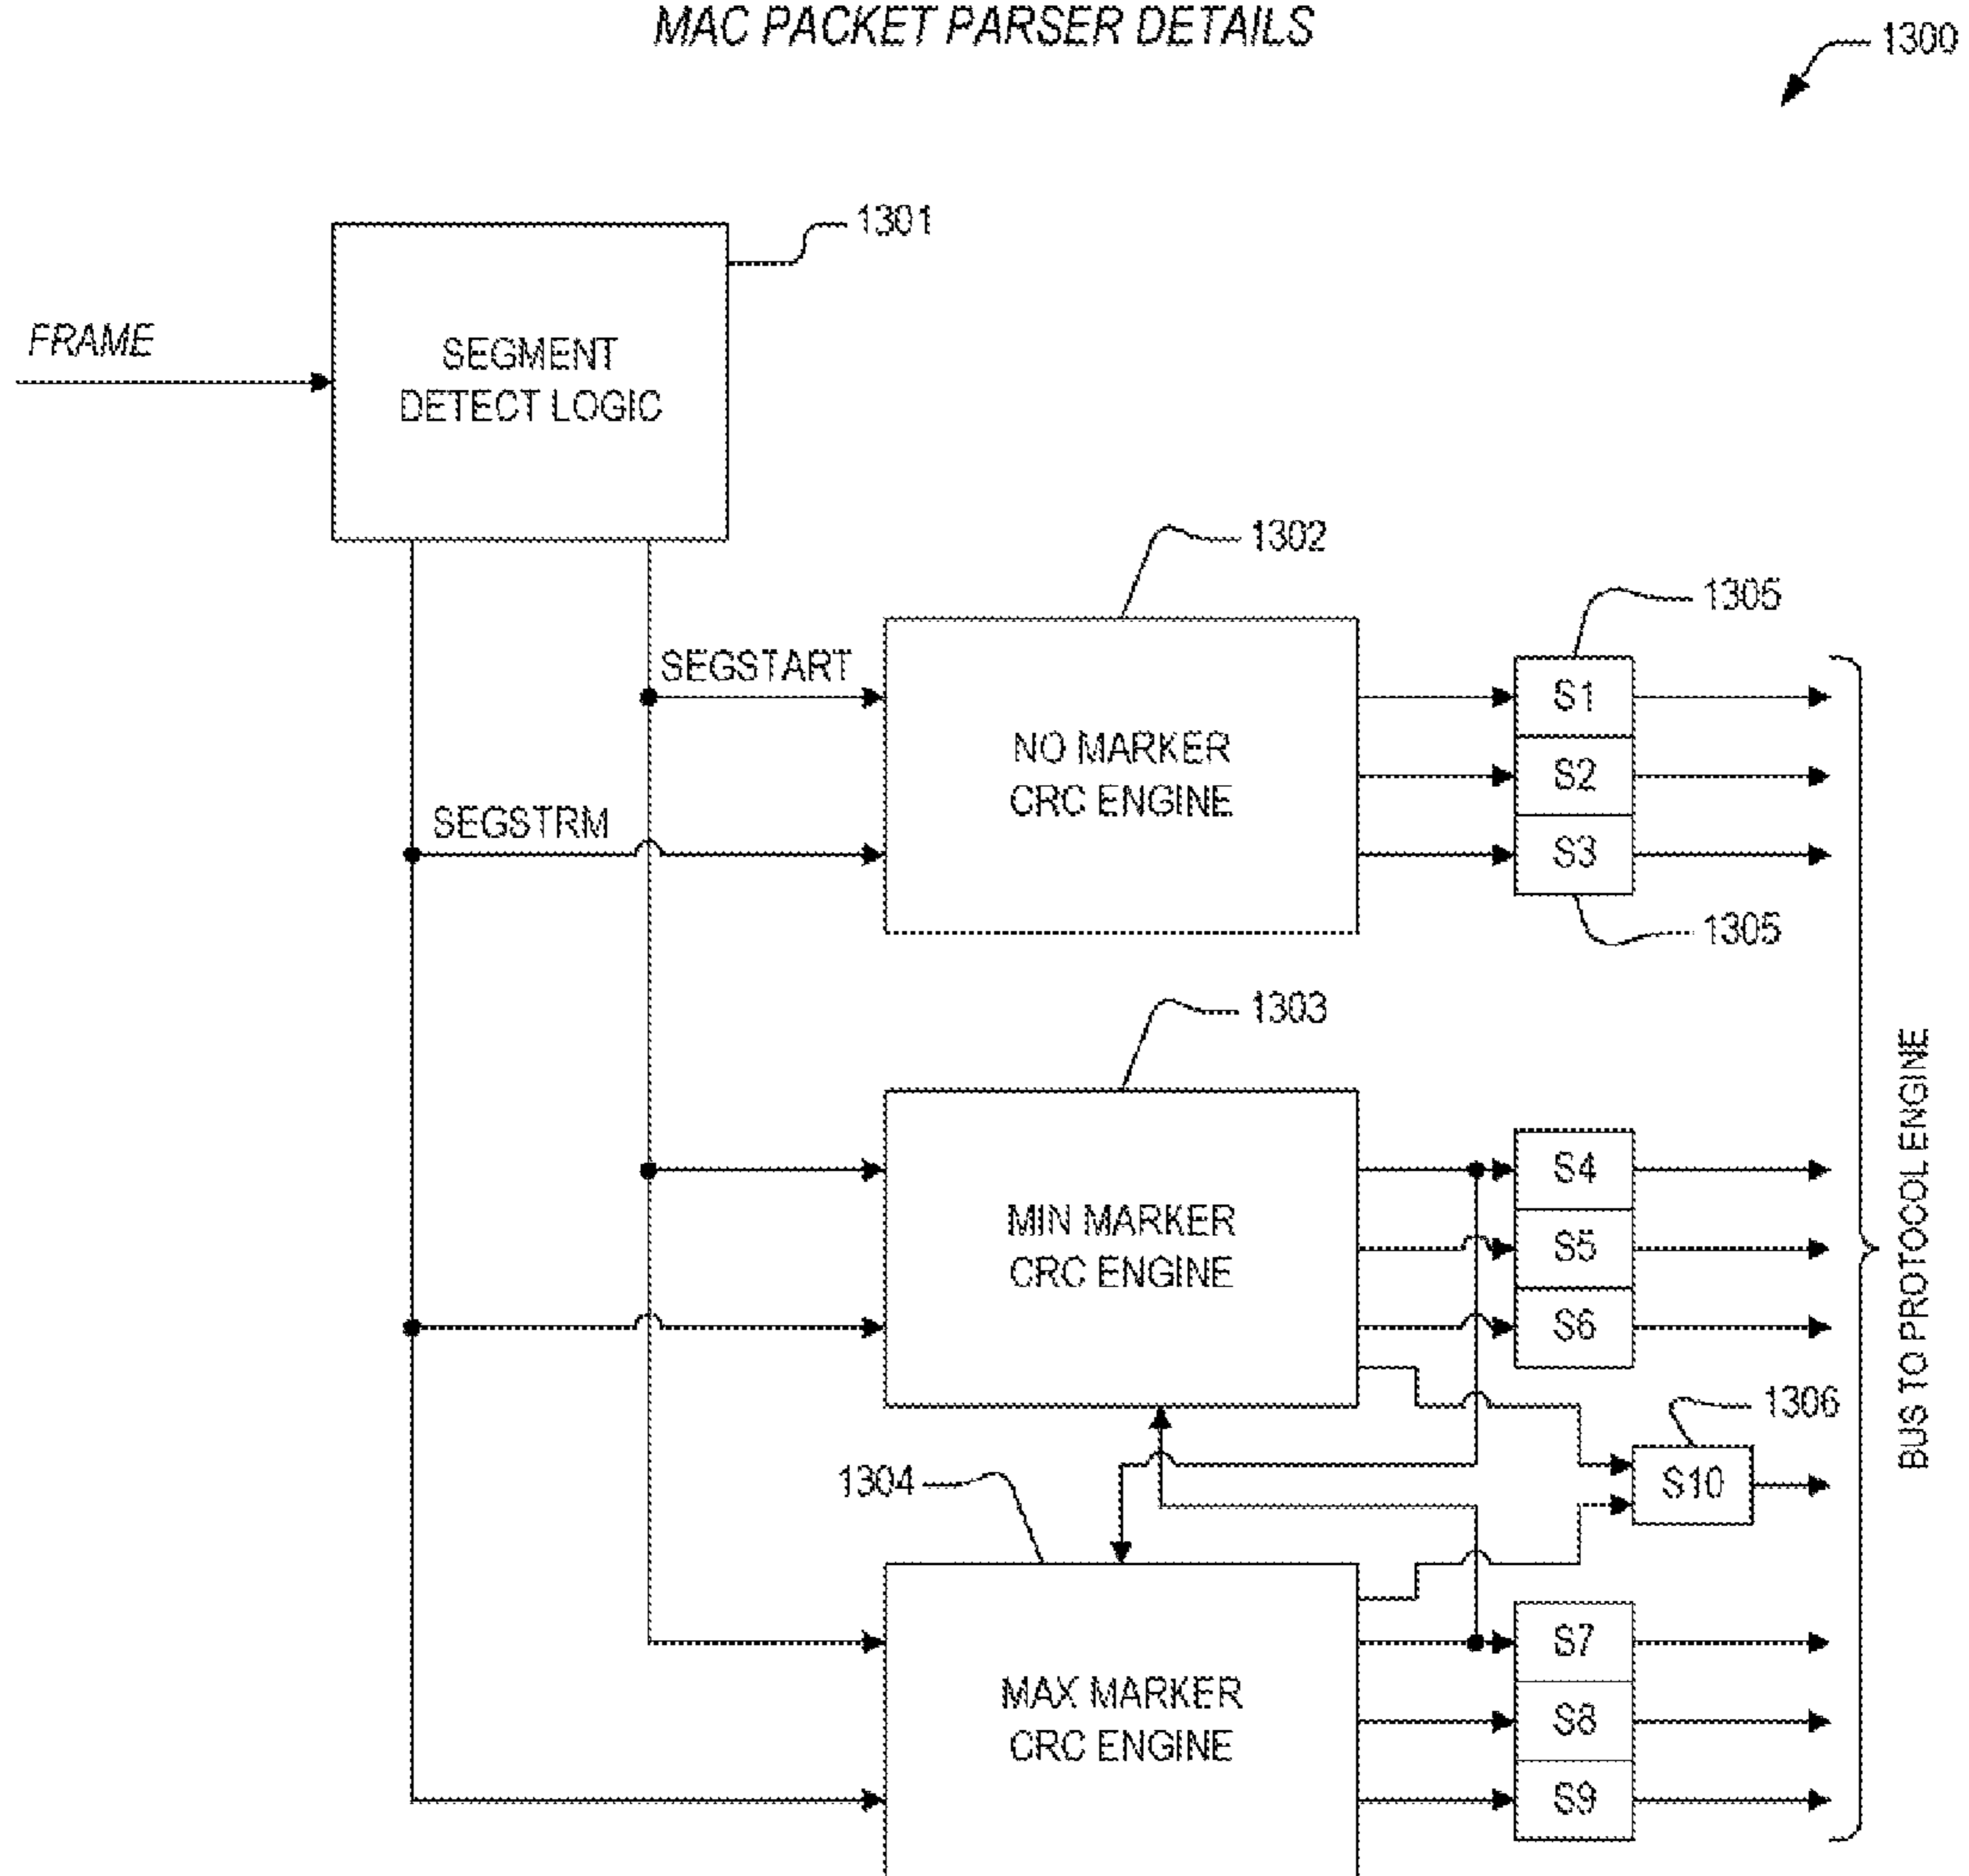 MAC PACKET PARSER DETAILS
1300
1301
FRAME
SEGMENT
DETECT LOGIC
1302
1305
SEGSTART
S1
NO MARKER
CRC ENGINE
S2
SEGSTRM
S3
1305
1303
BUS TO PROTOCOL ENGINE
S4
MIN MARKER
CRC ENGINE
S5
S6
1306
1304
S10
S7
MAX MARKER
CRC ENGINE
S8
S9